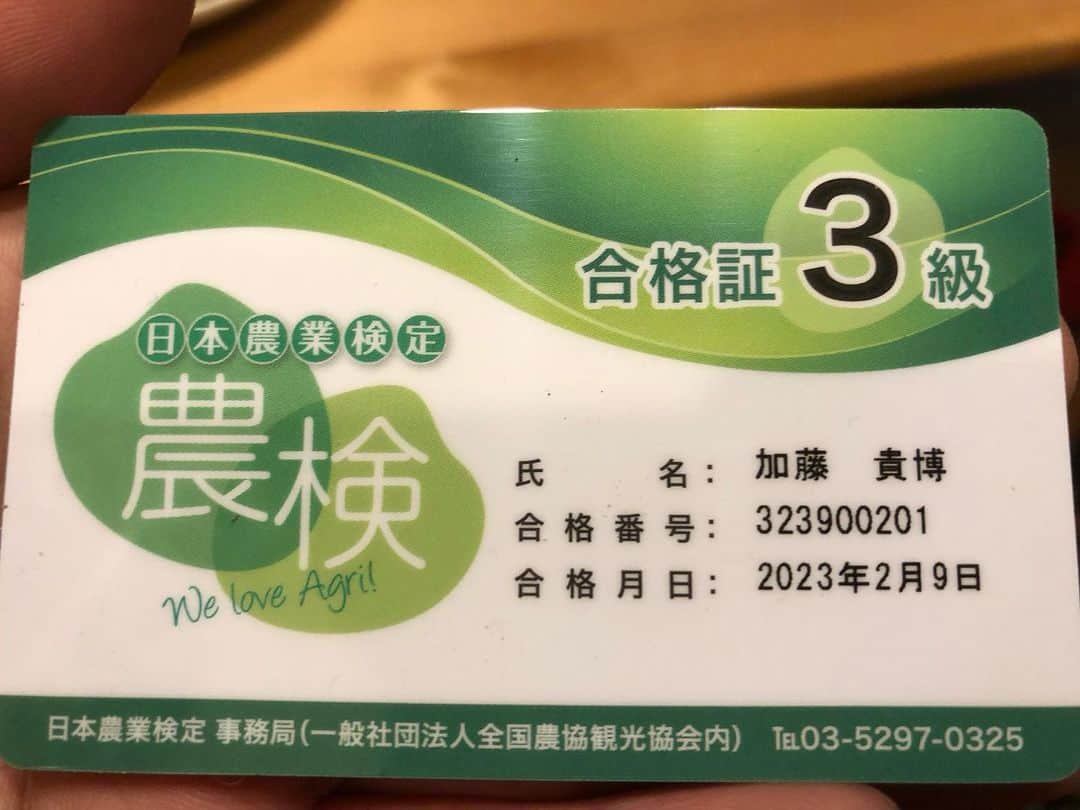 合格証 3 級
日本農業検定
農検
We love Agri!
氏名： 加藤　貴博
合格番号： 323900201
合格月日： 2023年2月9日
日本農業検定 事務局（一般社団法人全国農協観光協会内） ℡03-5297-0325